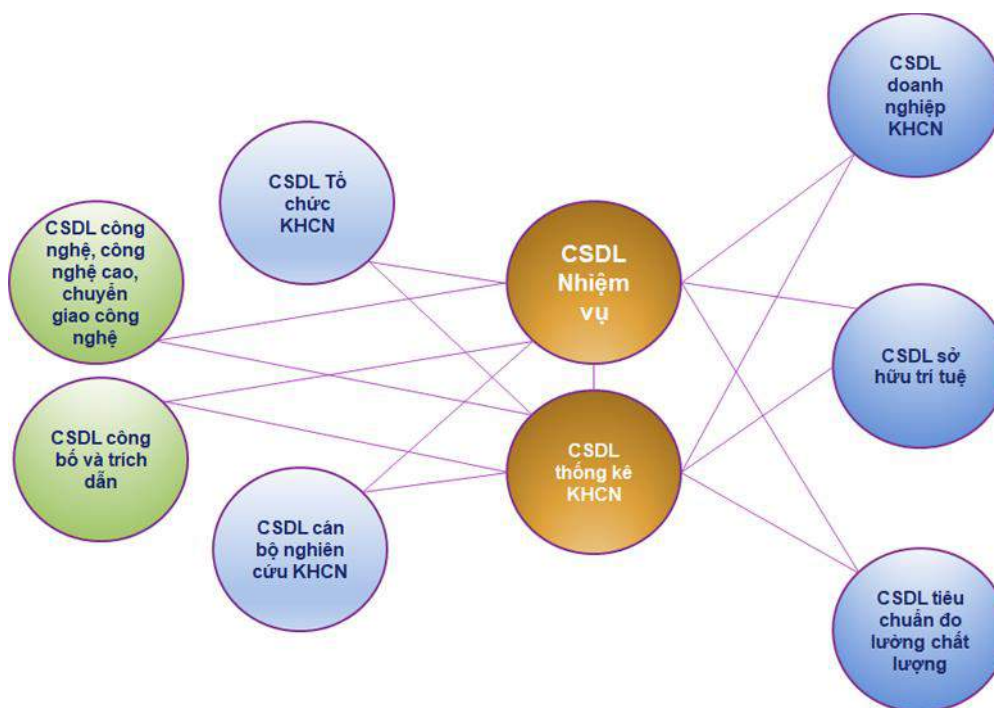 CSDL
doanh
nghiệp
KHCN
CSDL Tổ
chức
KHCN
CSDL công
nghệ, công
nghệ cao,
chuyển
giao công
nghệ
CSDL
Nhiệm
vụ
CSDL sở
hữu trí tuệ
CSDL công
bố và trích
dẫn
CSDL
thống kê
KHCN
CSDL cán
bộ nghiên
cứu KHCN
CSDL tiêu
chuẩn đo
lường chất
lượng